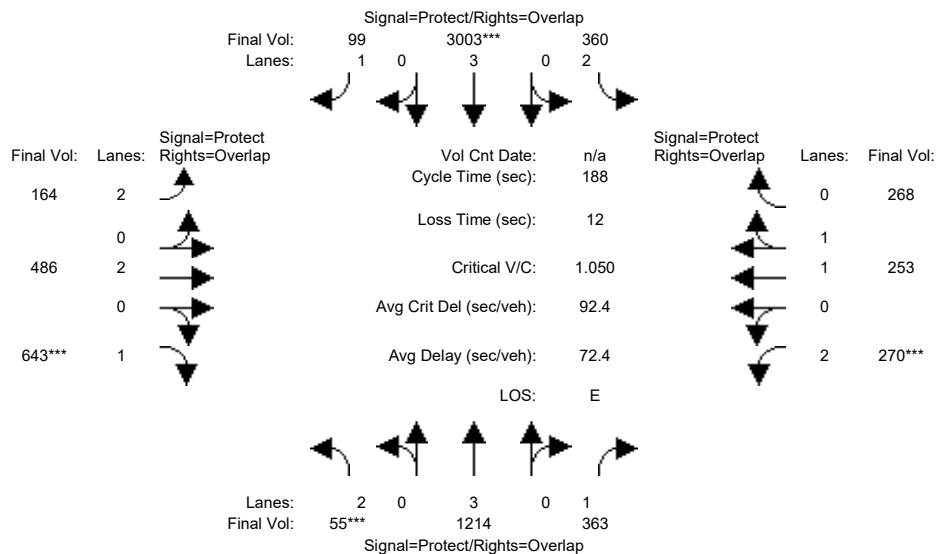 Signal=Protect/Rights=Overlap
Final Vol: 99 3003*** 360
Lanes: 1 0 3 0 2
Signal=Protect
Final Vol: Lanes: Rights=Overlap
Vol Cnt Date: n/a
Signal=Protect
Rights=Overlap Lanes: Final Vol:
Cycle Time (sec): 188
164 2
0 268
Loss Time (sec): 12
0
1
486 2
Critical V/C: 1.050
1 253
0
Avg Crit Del (sec/veh): 92.4
0
643*** 1
Avg Delay (sec/veh): 72.4
2 270***
LOS: E
Lanes: 2 0 3 0 1
Final Vol: 55*** 1214 363
Signal=Protect/Rights=Overlap